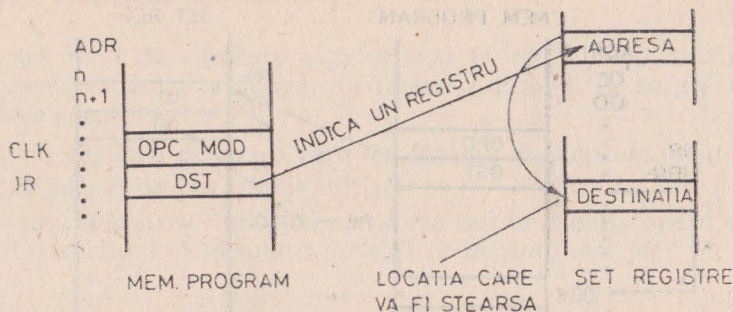 ADR
n
n+1
CLK
)R
OPC MOD
DST
INDICA UN REGISTRU
ADRESA
DESTINATIA
MEM. PROGRAM
LOCATIA CARE
VA FI STEARSA
SET REGISTRE